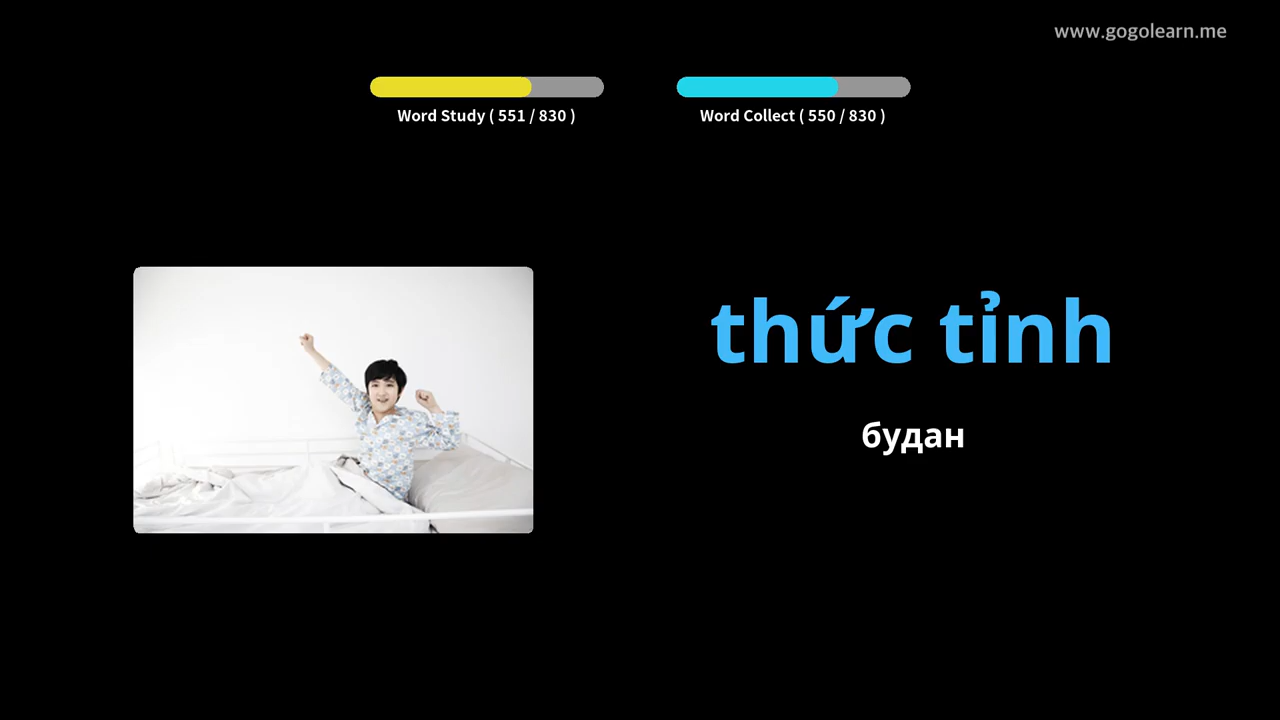 www.gogolearn.me
Word Study ( 551 / 830 )
Word Collect ( 550 / 830 )
thức tỉnh
будан